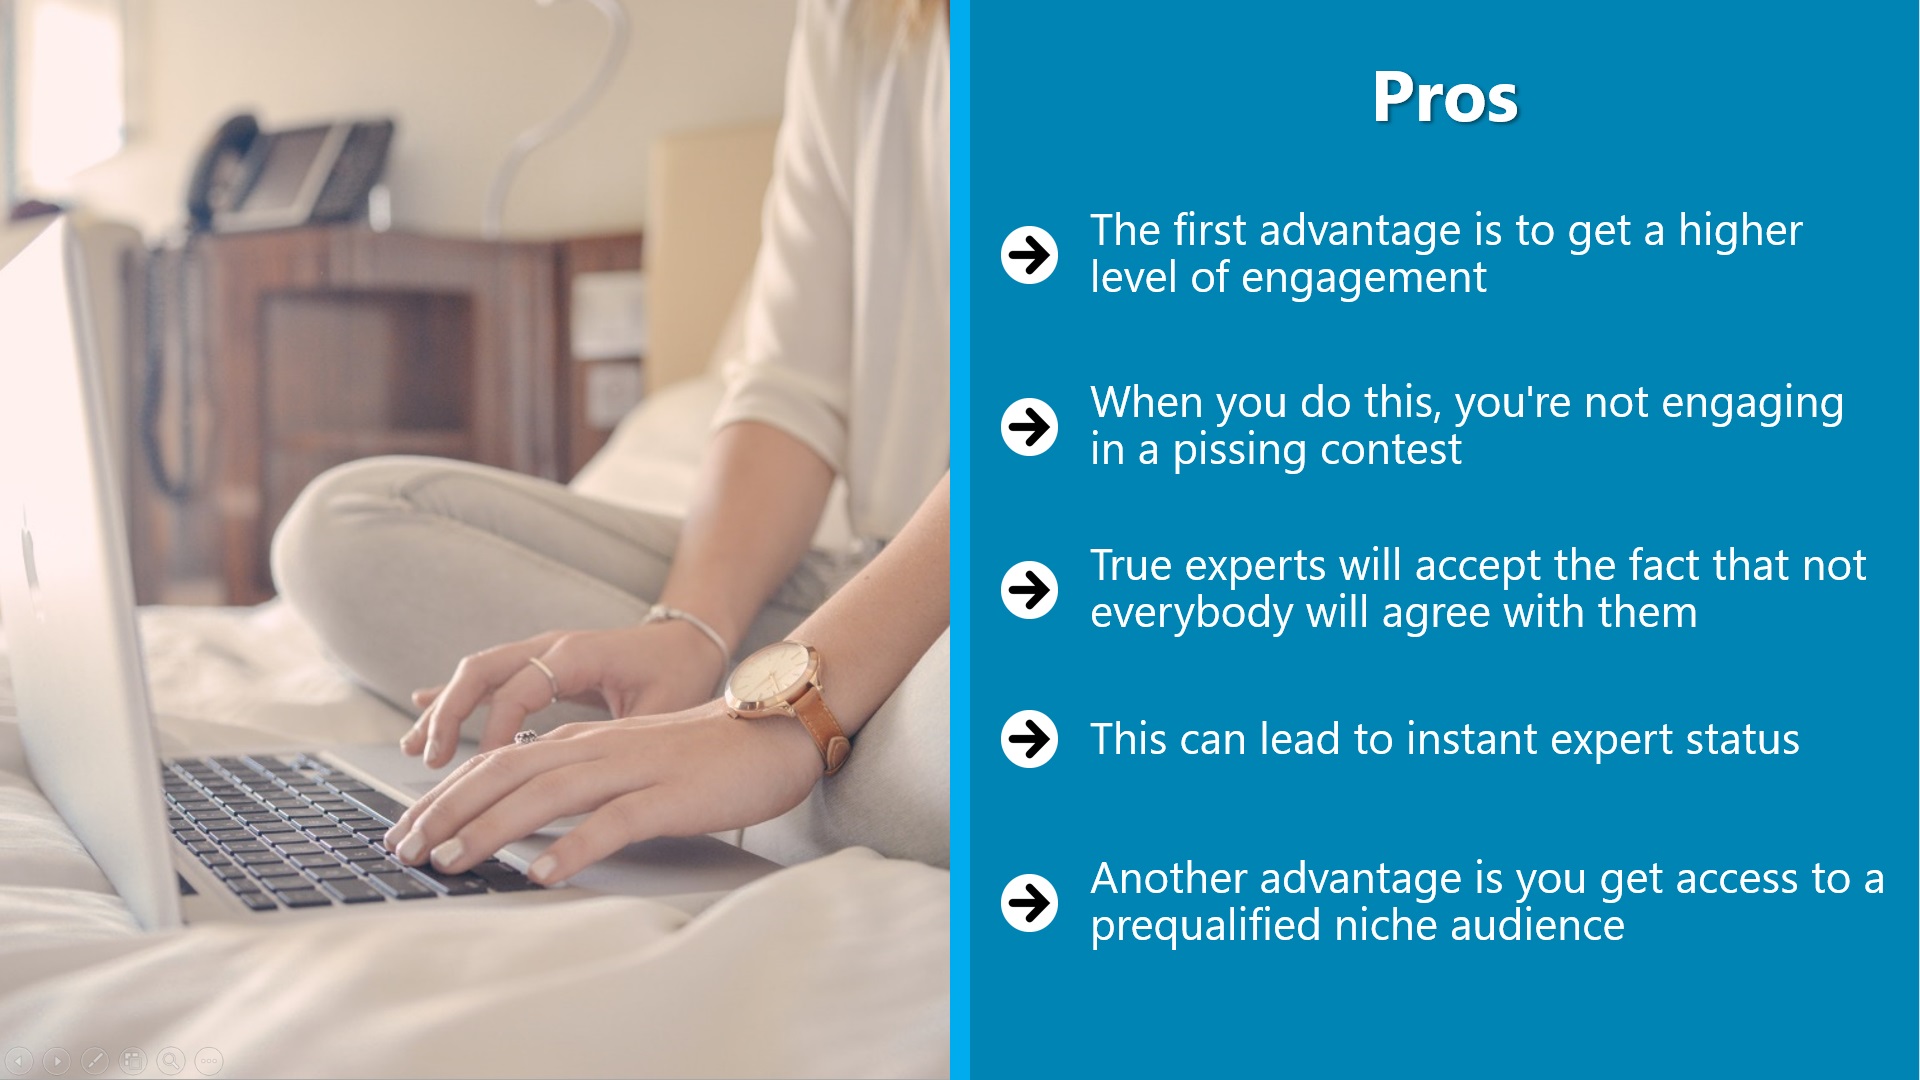 Pros
The first advantage is to get a higher
level of engagement
When you do this, you're not engaging
in a pissing contest
True experts will accept the fact that not
everybody will agree with them
This can lead to instant expert status
Another advantage is you get access to a
prequalified niche audience